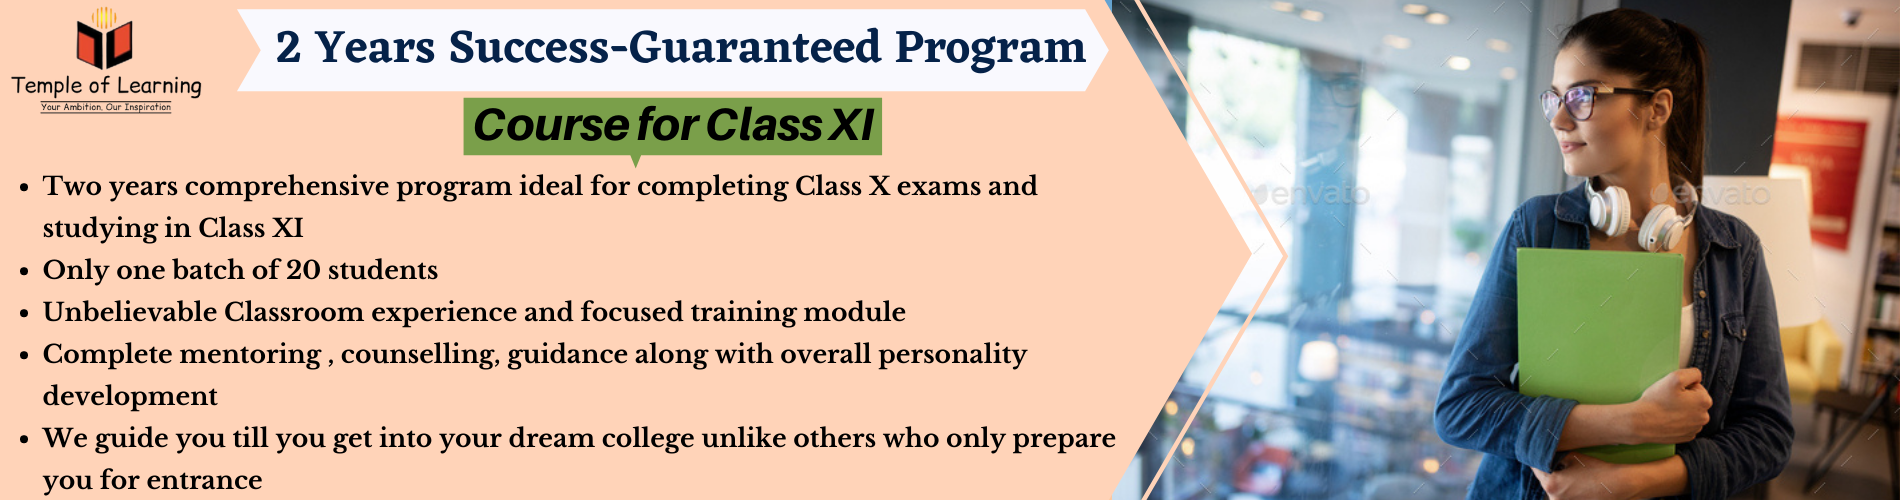 Temple of Learning
Your Ambition, Our Inspiration
2 Years Success-Guaranteed Program
Course for Class XI
• Two years comprehensive program ideal for completing Class X exams and
studying in Class XI
• Only one batch of 20 students
• Unbelievable Classroom experience and focused training module
• Complete mentoring , counselling, guidance along with overall personality
development
• We guide you till you get into your dream college unlike others who only prepare
you for entrance
envato
envato